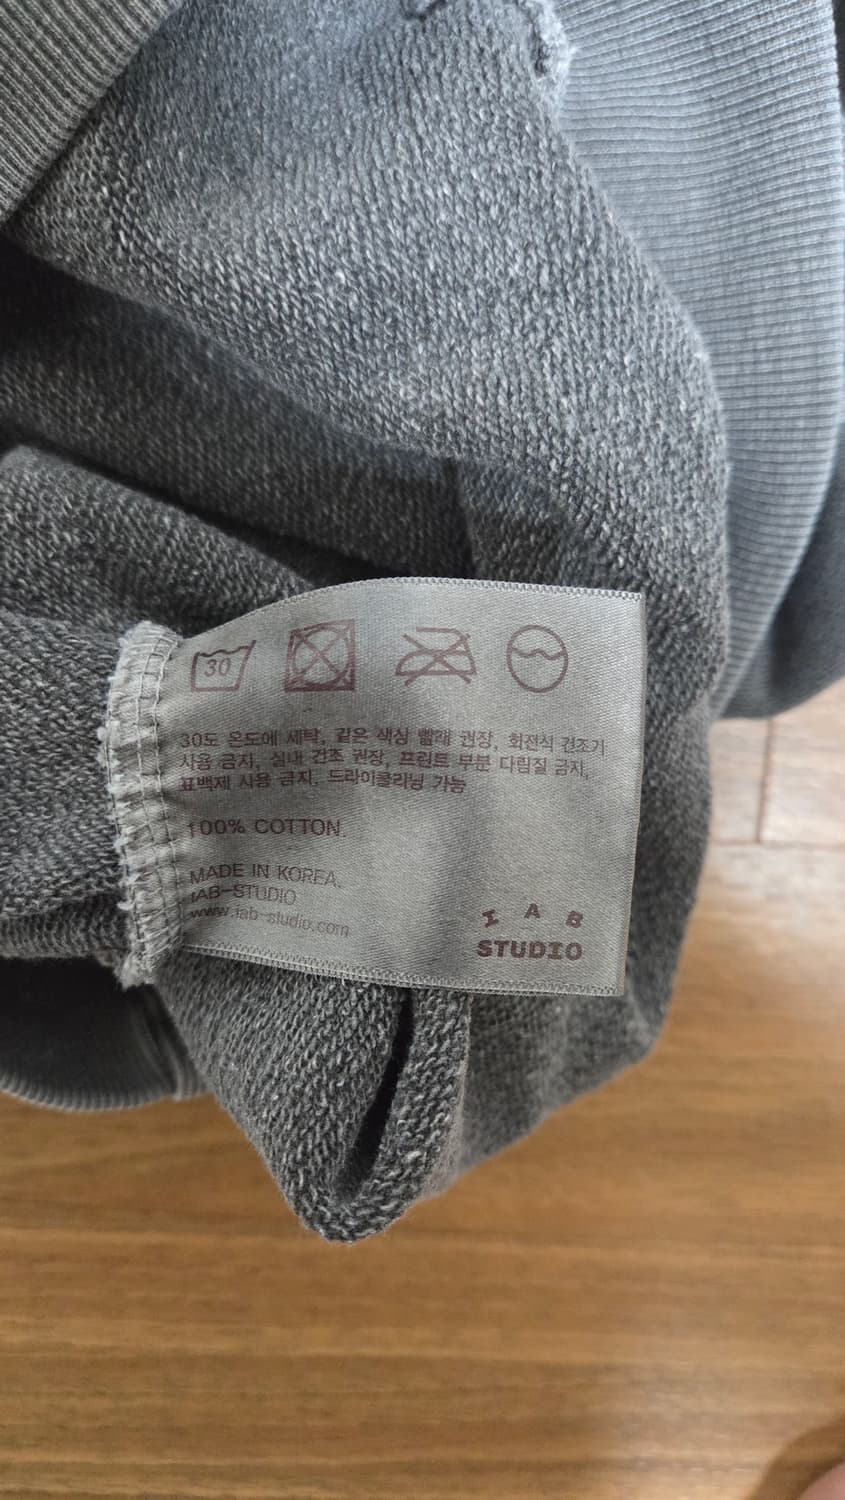 30
30도 온도에 세탁, 같은 색상 빨래 권장, 회전식 건조기
사용 금지, 실내 건조 권장, 프린트 부분 다림질 금지,
표백제 사용 금지, 드라이클리닝 가능
100% COTTON.
MADE IN KOREA.
IAB-STUDIO
www.iab-studio.com
IAB
STUDIO